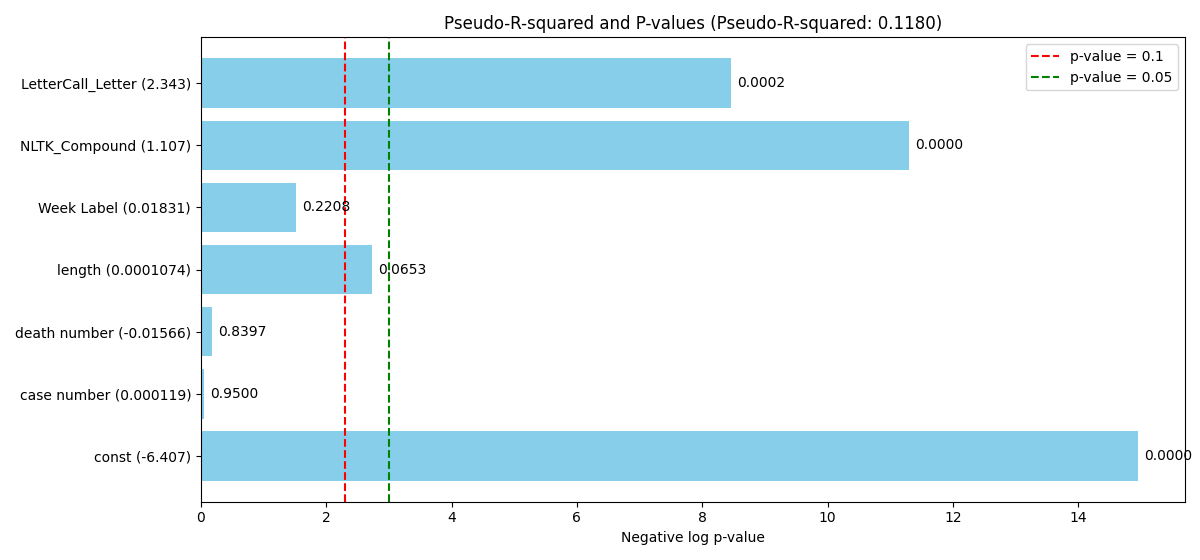 Pseudo-R-squared and P-values (Pseudo-R-squared: 0.1180)
p-value = 0.1
p-value = 0.05
LetterCall_Letter (2.343)
0.0002
NLTK_Compound (1.107)
0.0000
Week Label (0.01831)
0.2208
length (0.0001074)
0.0653
death number (-0.01566)
0.8397
case number (0.000119)
0.9500
const (-6.407)
0.0000
0 2 4 6 8 10 12 14
Negative log p-value